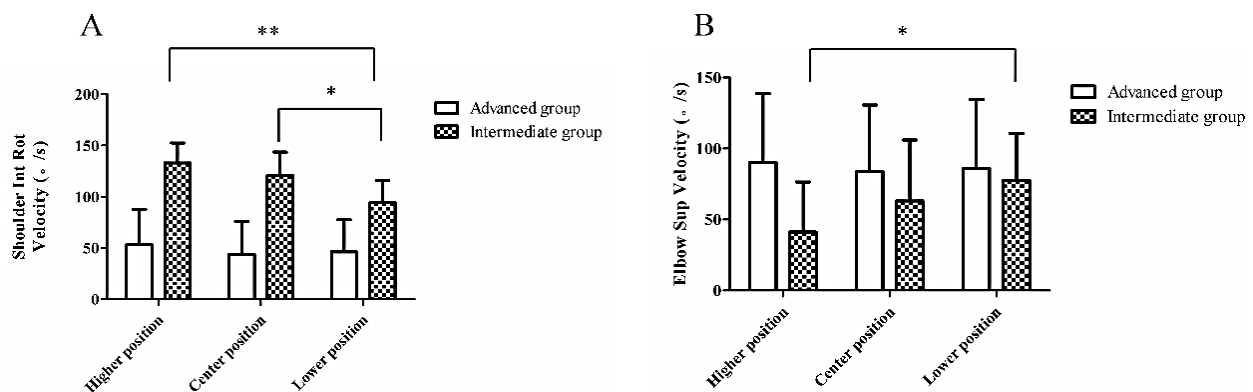 A
**
*
200
150
100
50
0
Shoulder Int Rot
Velocity (。/s)
Higher position
Center position
Lower position
Advanced group
Intermediate group
B
*
150
100
50
0
Elbow Sup Velocity (。/s)
Higher position
Center position
Lower position
Advanced group
Intermediate group